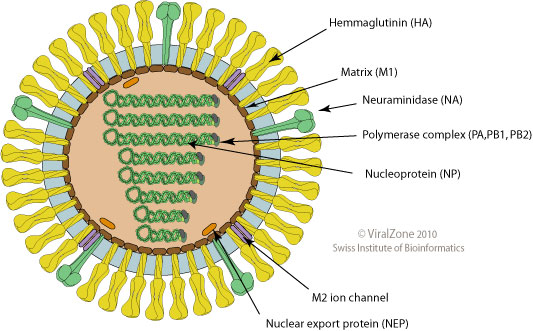 Hemmaglutinin (HA)
Matrix (M1)
Neuraminidase (NA)
Polymerase complex (PA,PB1, PB2)
Nucleoprotein (NP)
© ViralZone 2010
Swiss Institute of Bioinformatics
M2 ion channel
Nuclear export protein (NEP)